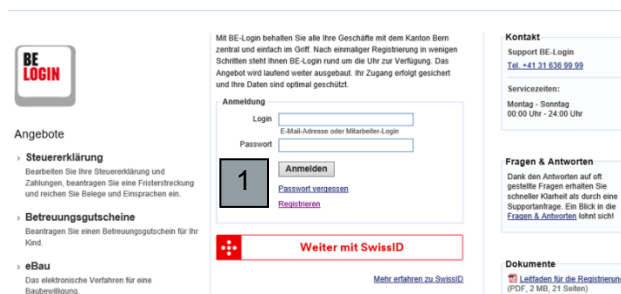 BE
LOGIN
Angebote
› Steuererklärung
Bearbeiten Sie Ihre Steuererklärung und
Zahlungen, beantragen Sie eine Fristerstreckung
und reichen Sie Belege und Einsprachen ein.
› Betreuungsgutscheine
Beantragen Sie einen Betreuungsgutschein für Ihr
Kind.
› eBau
Das elektronische Verfahren für eine
Baubewilligung.
Mit BE-Login behalten Sie alle Ihre Geschäfte mit dem Kanton Bern
zentral und einfach im Griff. Nach einmaliger Registrierung in wenigen
Schritten steht Ihnen BE-Login rund um die Uhr zur Verfügung. Das
Angebot wird laufend weiter ausgebaut. Ihr Zugang erfolgt gesichert
und Ihre Daten sind optimal geschützt.
Anmeldung
Login
E-Mail-Adresse oder Mitarbeiter-Login
Passwort
1
Anmelden
Passwort vergessen
Registrieren
Weiter mit SwissID
Mehr erfahren zu SwissID
Kontakt
Support BE-Login
Tel. +41 31 636 99 99
Servicezeiten:
Montag - Sonntag
00:00 Uhr - 24:00 Uhr
Fragen & Antworten
Dank den Antworten auf oft
gestellte Fragen erhalten Sie
schneller Klarheit als durch eine
Supportanfrage. Ein Blick in die
Fragen & Antworten lohnt sich!
Dokumente
Leitfaden für die Registrierung
(PDF, 2 MB, 21 Seiten)